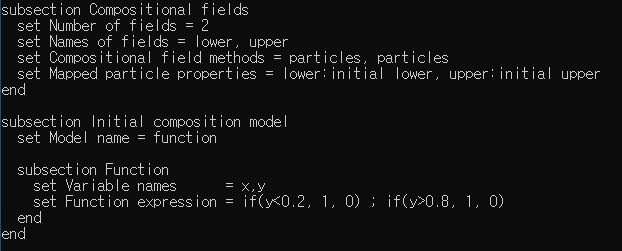 subsection Compositional fields
  set Number of fields = 2
  set Names of fields = lower, upper
  set Compositional field methods = particles, particles
  set Mapped particle properties = lower:initial lower, upper:initial upper
end

subsection Initial composition model
  set Model name = function

  subsection Function
    set Variable names      = x,y
    set Function expression = if(y<0.2, 1, 0) ; if(y>0.8, 1, 0)
  end
end